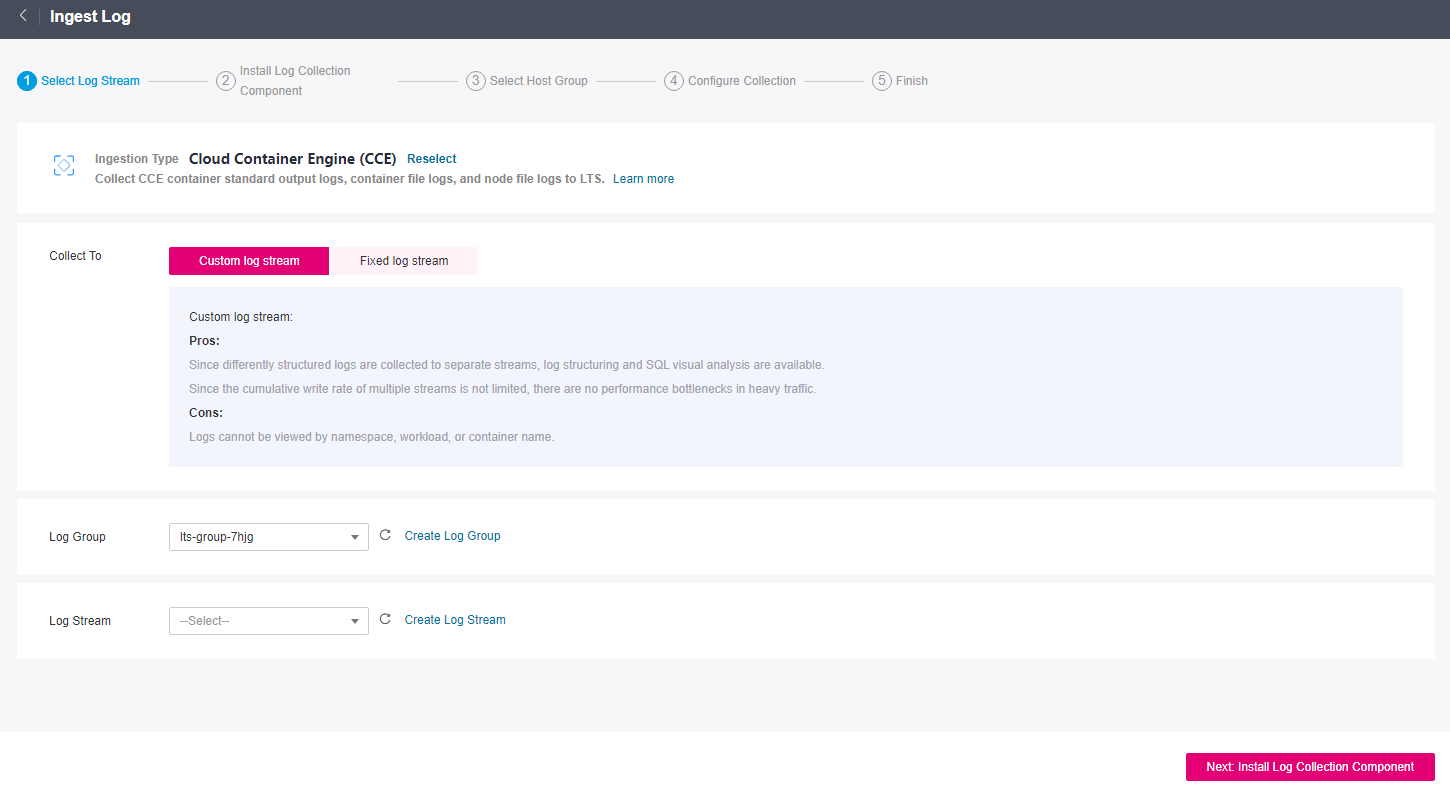 Ingest Log
1 Select Log Stream
2 Install Log Collection
Component
3 Select Host Group
4 Configure Collection
5 Finish
Ingestion Type Cloud Container Engine (CCE) Reselect
Collect CCE container standard output logs, container file logs, and node file logs to LTS. Learn more
Collect To
Custom log stream
Fixed log stream
Custom log stream:
Pros:
Since differently structured logs are collected to separate streams, log structuring and SQL visual analysis are available.
Since the cumulative write rate of multiple streams is not limited, there are no performance bottlenecks in heavy traffic.
Cons:
Logs cannot be viewed by namespace, workload, or container name.
Log Group
lts-group-7hjg
Create Log Group
Log Stream
--Select--
Create Log Stream
Next: Install Log Collection Component